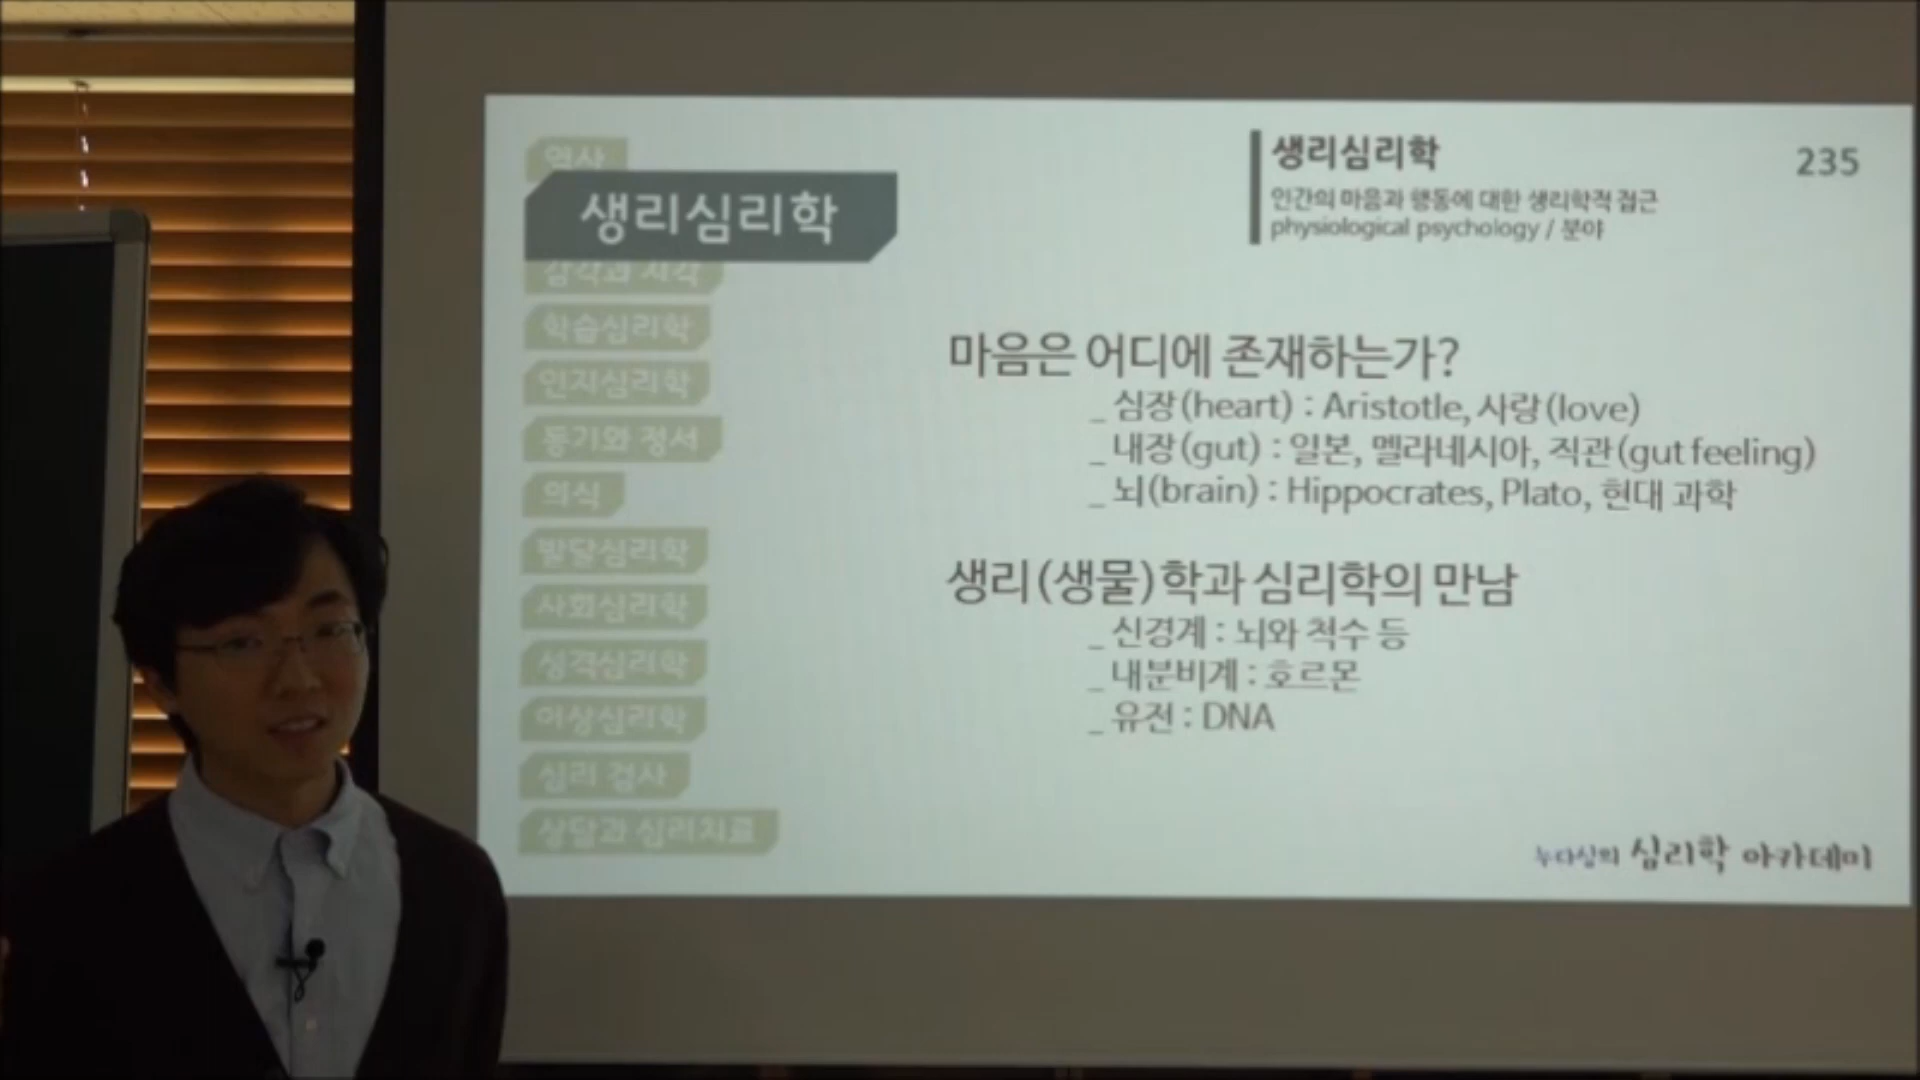 역사
생리심리학
감각과 지각
학습심리학
인지심리학
동기와 정서
의식
발달심리학
사회심리학
성격심리학
이상심리학
심리 검사
상담과 심리치료
생리심리학
인간의 마음과 행동에 대한 생리학적 접근
physiological psychology / 분야
235
마음은 어디에 존재하는가?
_ 심장(heart) : Aristotle, 사랑(love)
_ 내장(gut) : 일본, 멜라네시아, 직관(gut feeling)
_ 뇌(brain) : Hippocrates, Plato, 현대 과학
생리(생물)학과 심리학의 만남
_ 신경계 : 뇌와 척수 등
_ 내분비계 : 호르몬
_ 유전 : DNA
누다심의 심리학 아카데미